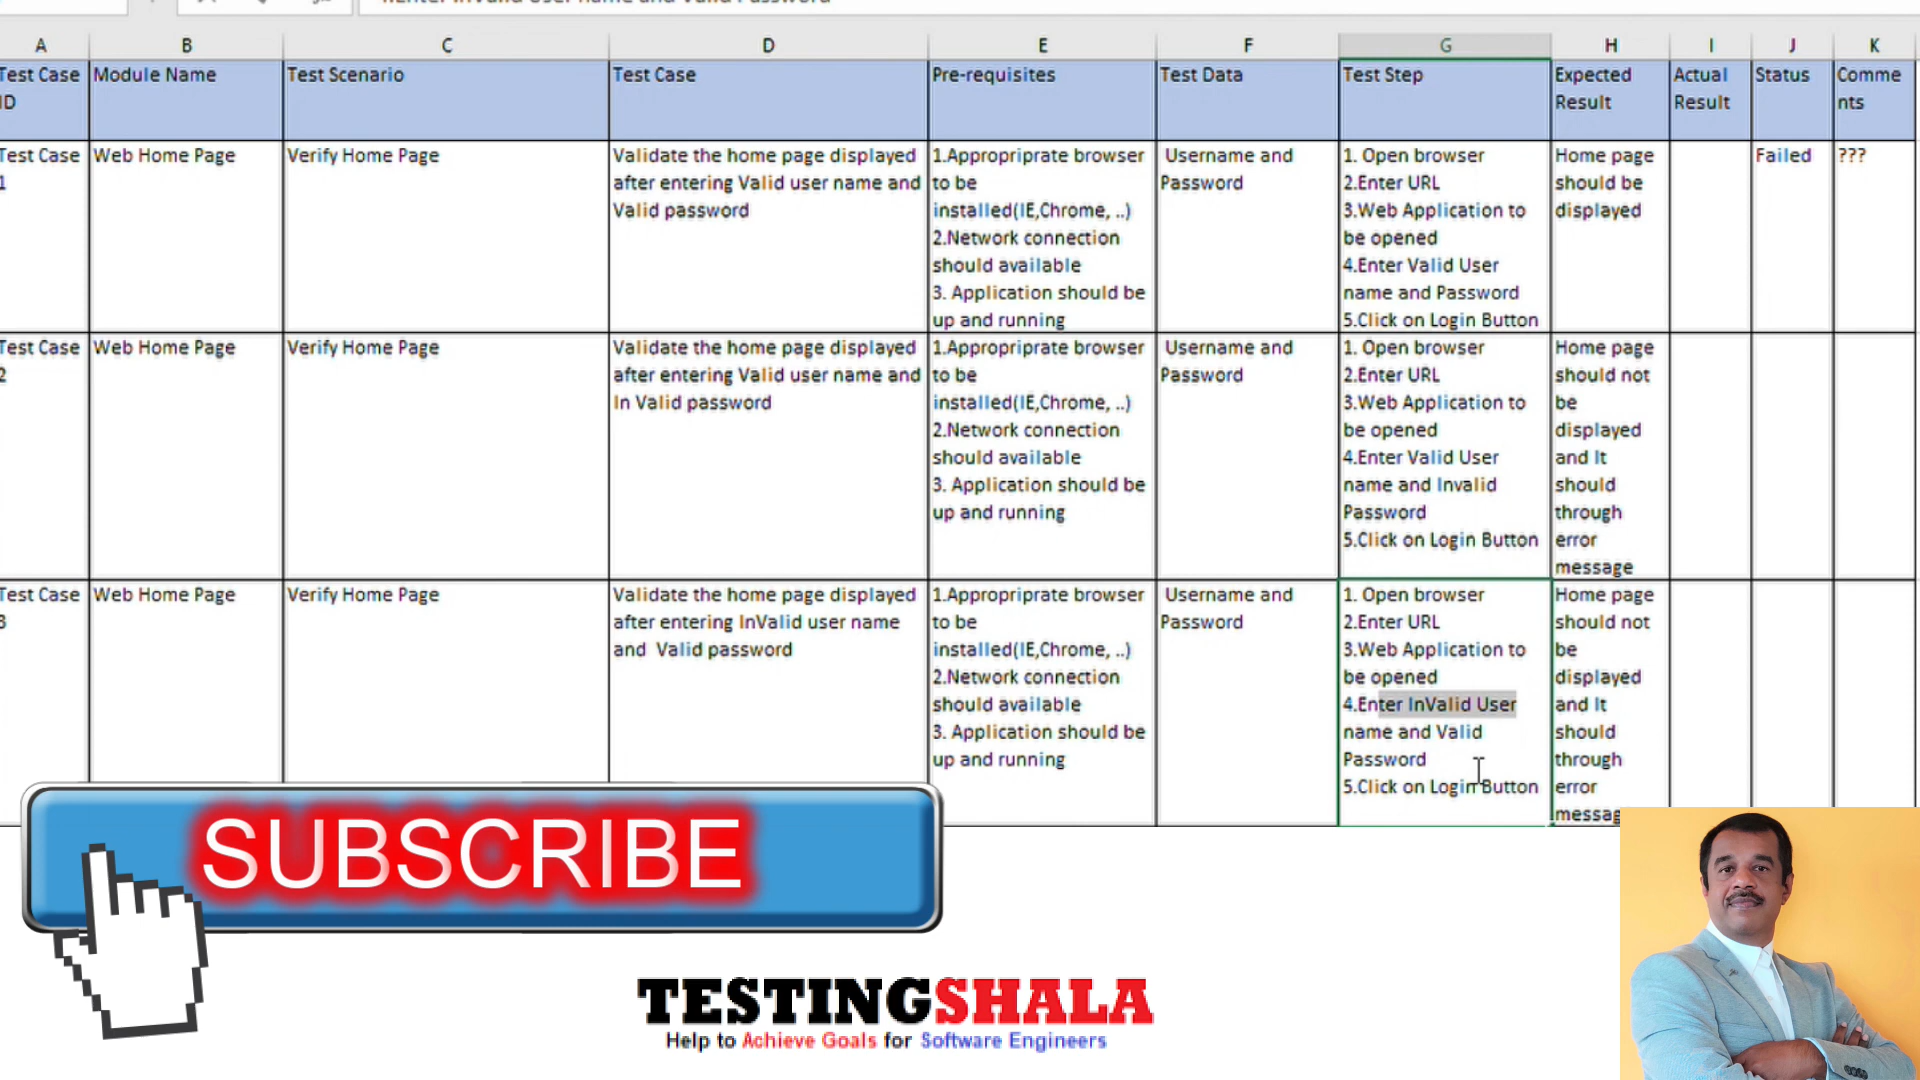 4.Enter InValid User name and Valid Password
A B C D E F G H I J K
Test Case
ID
Module Name
Test Scenario
Test Case
Pre-requisites
Test Data
Test Step
Expected
Result
Actual
Result
Status
Comme
nts
Test Case
1
Web Home Page
Verify Home Page
Validate the home page displayed
after entering Valid user name and
Valid password
1.Approprirate browser
to be
installed(IE,Chrome, ..)
2.Network connection
should available
3. Application should be
up and running
Username and
Password
1. Open browser
2.Enter URL
3.Web Application to
be opened
4.Enter Valid User
name and Password
5.Click on Login Button
Home page
should be
displayed
Failed
???
Test Case
2
Web Home Page
Verify Home Page
Validate the home page displayed
after entering Valid user name and
In Valid password
1.Approprirate browser
to be
installed(IE,Chrome, ..)
2.Network connection
should available
3. Application should be
up and running
Username and
Password
1. Open browser
2.Enter URL
3.Web Application to
be opened
4.Enter Valid User
name and Invalid
Password
5.Click on Login Button
Home page
should not
be
displayed
and It
should
through
error
message
Test Case
3
Web Home Page
Verify Home Page
Validate the home page displayed
after entering InValid user name
and  Valid password
1.Approprirate browser
to be
installed(IE,Chrome, ..)
2.Network connection
should available
3. Application should be
up and running
Username and
Password
1. Open browser
2.Enter URL
3.Web Application to
be opened
4.Enter InValid User
name and Valid
Password
5.Click on Login Button
Home page
should not
be
displayed
and It
should
through
error
messag
SUBSCRIBE
TESTINGSHALA
Help to Achieve Goals for Software Engineers